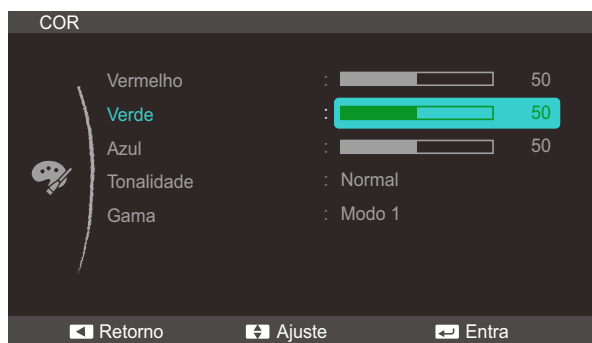 COR
Vermelho : 50
Verde : 50
Azul : 50
Tonalidade : Normal
Gama : Modo 1
Retorno Ajuste Entra